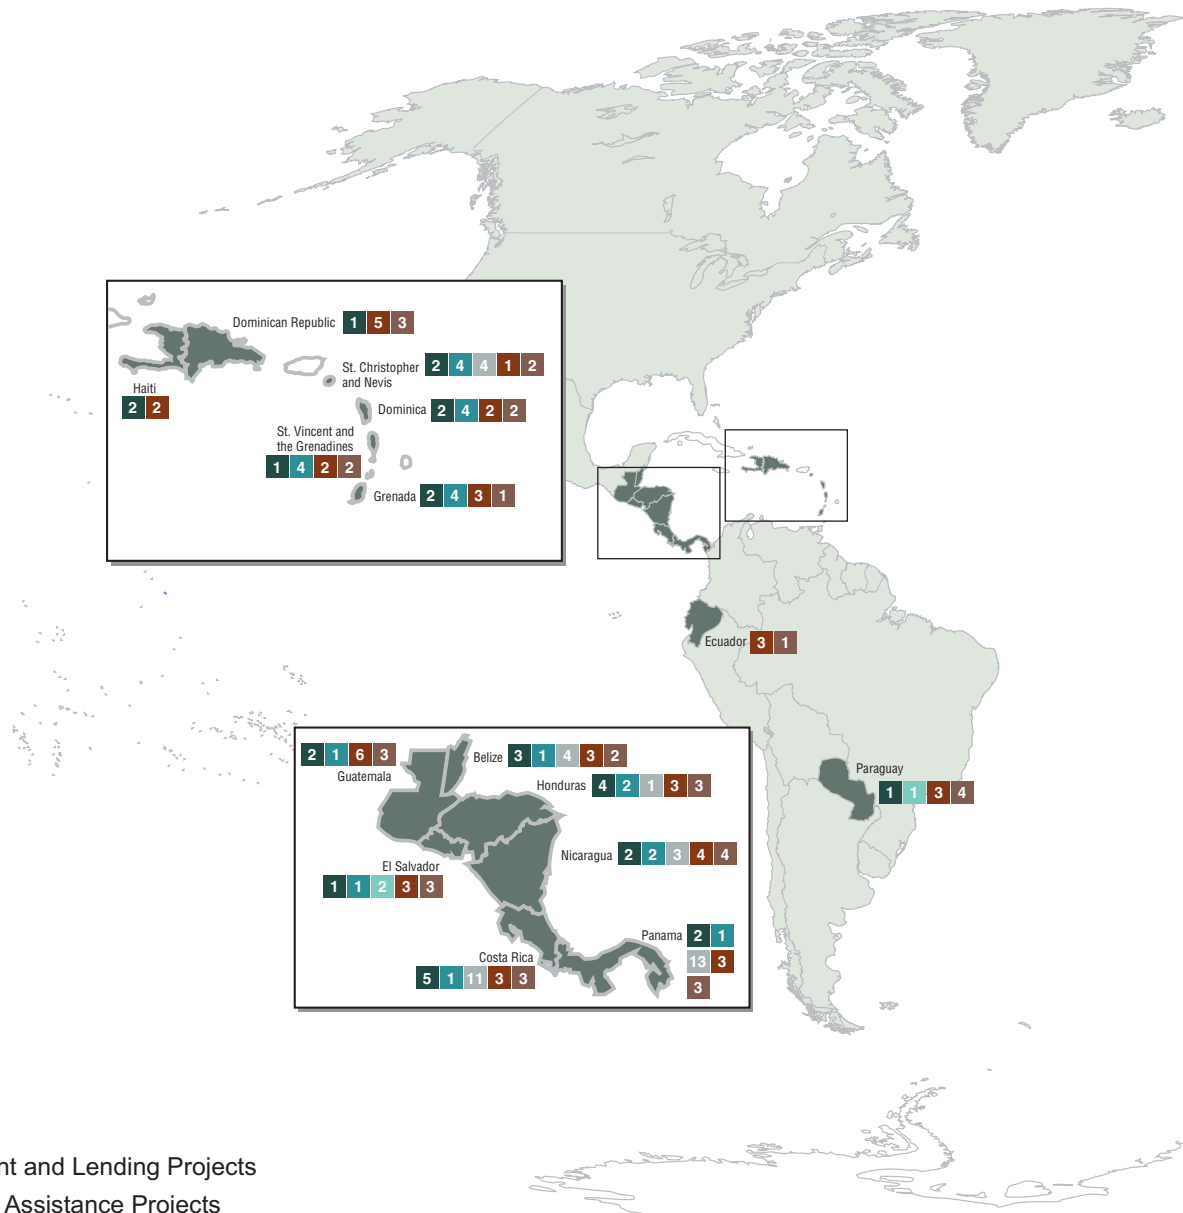 Dominican Republic 1 5 3
St. Christopher
and Nevis
2 4 4 1 2
Haiti
2 2
Dominica 2 4 2 2
St. Vincent and
the Grenadines
1 4 2 2
Grenada 2 4 3 1
Ecuador 3 1
2 1 6 3
Guatemala
Belize 3 1 4 3 2
Honduras 4 2 1 3 3
Paraguay
1 1 3 4
Nicaragua 2 2 3 4 4
El Salvador
1 1 2 3 3
Panama 2 1
13 3
3
Costa Rica
5 1 11 3 3
nt and Lending Projects
Assistance Projects